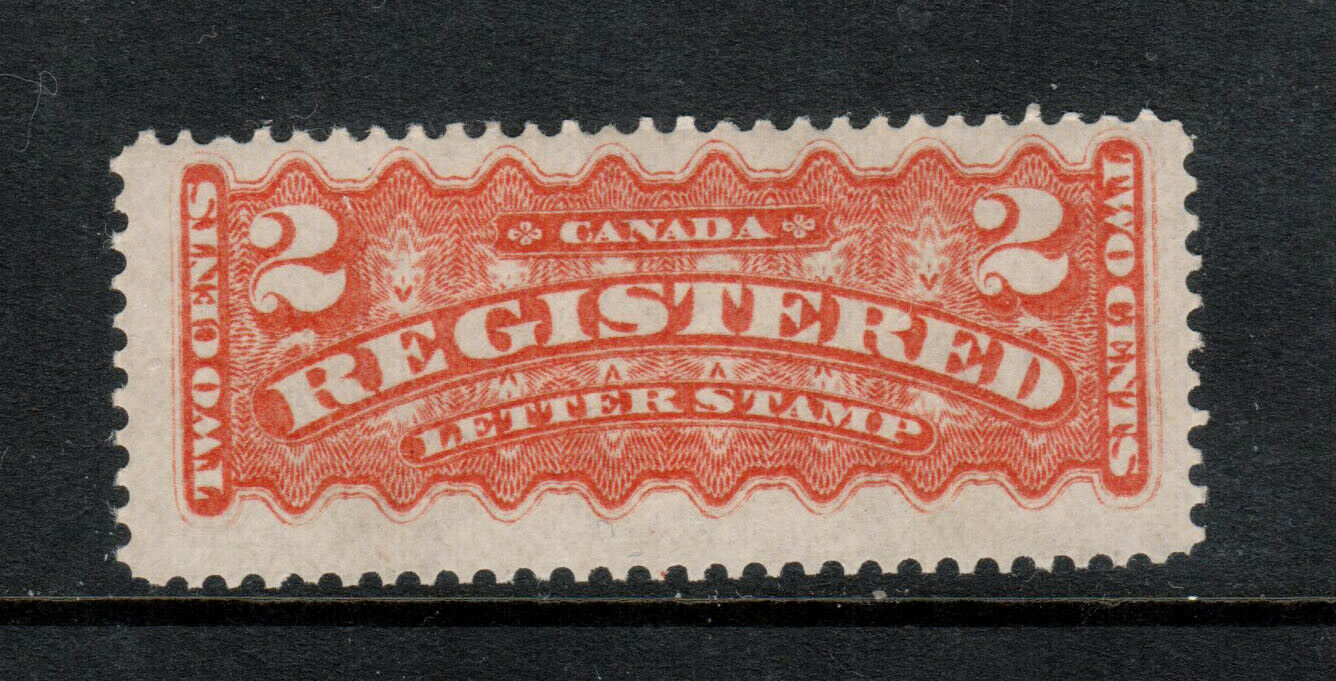 TWO CENTS
2
CANADA
2
TWO CENTS
REGISTERED
LETTER STAMP